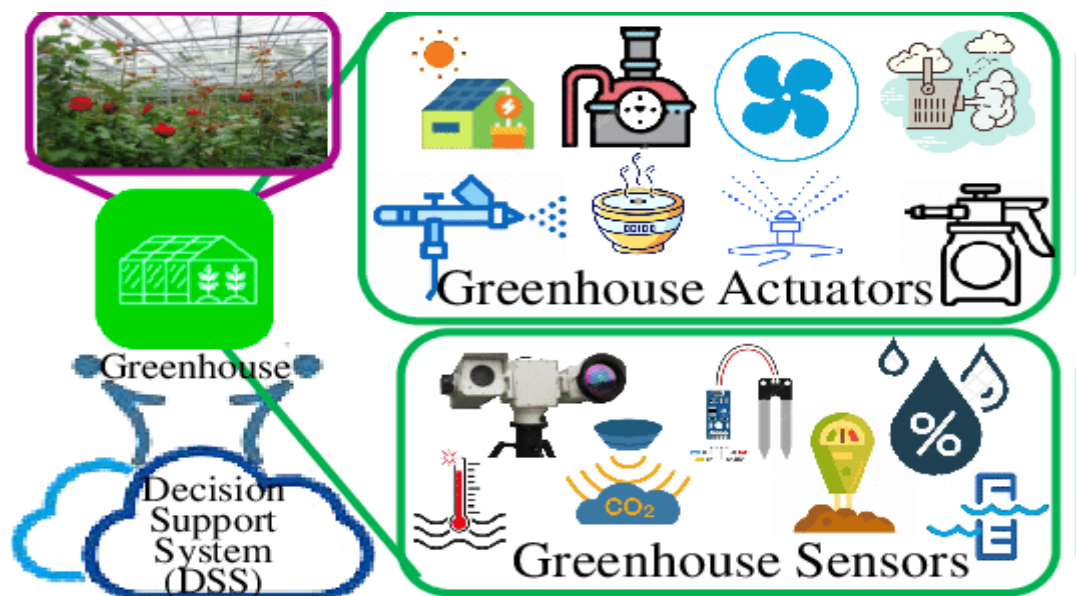 Greenhouse Actuators
Greenhouse
Decision
Support
System
(DSS)
CO₂
%
Greenhouse Sensors